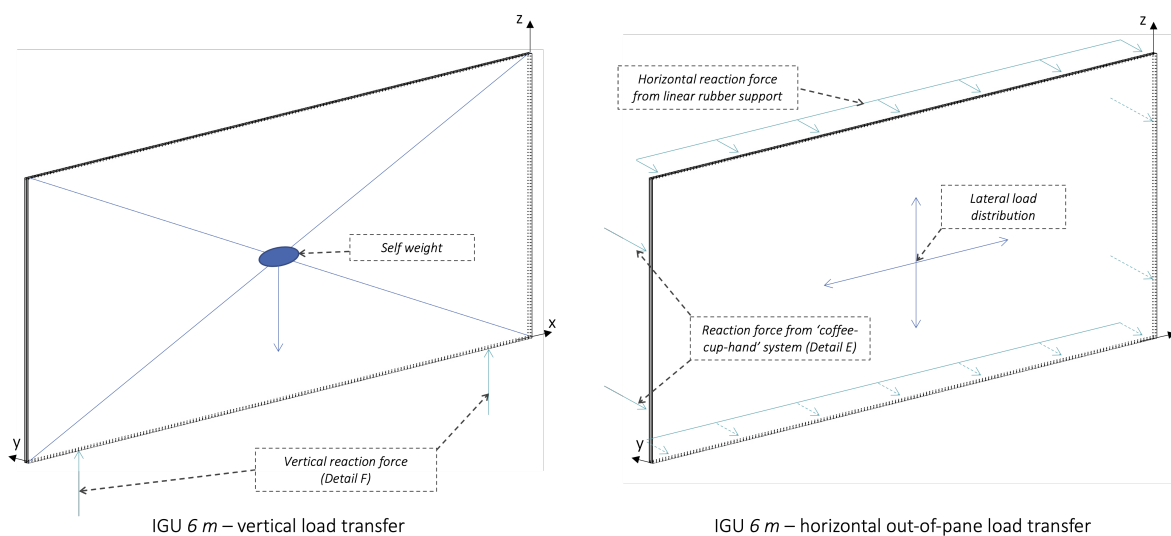 z
x
y
Self weight
Vertical reaction force
(Detail F)
IGU 6 m – vertical load transfer
z
y
Horizontal reaction force
from linear rubber support
Lateral load
distribution
Reaction force from ‘coffee-
cup-hand’ system (Detail E)
IGU 6 m – horizontal out-of-pane load transfer